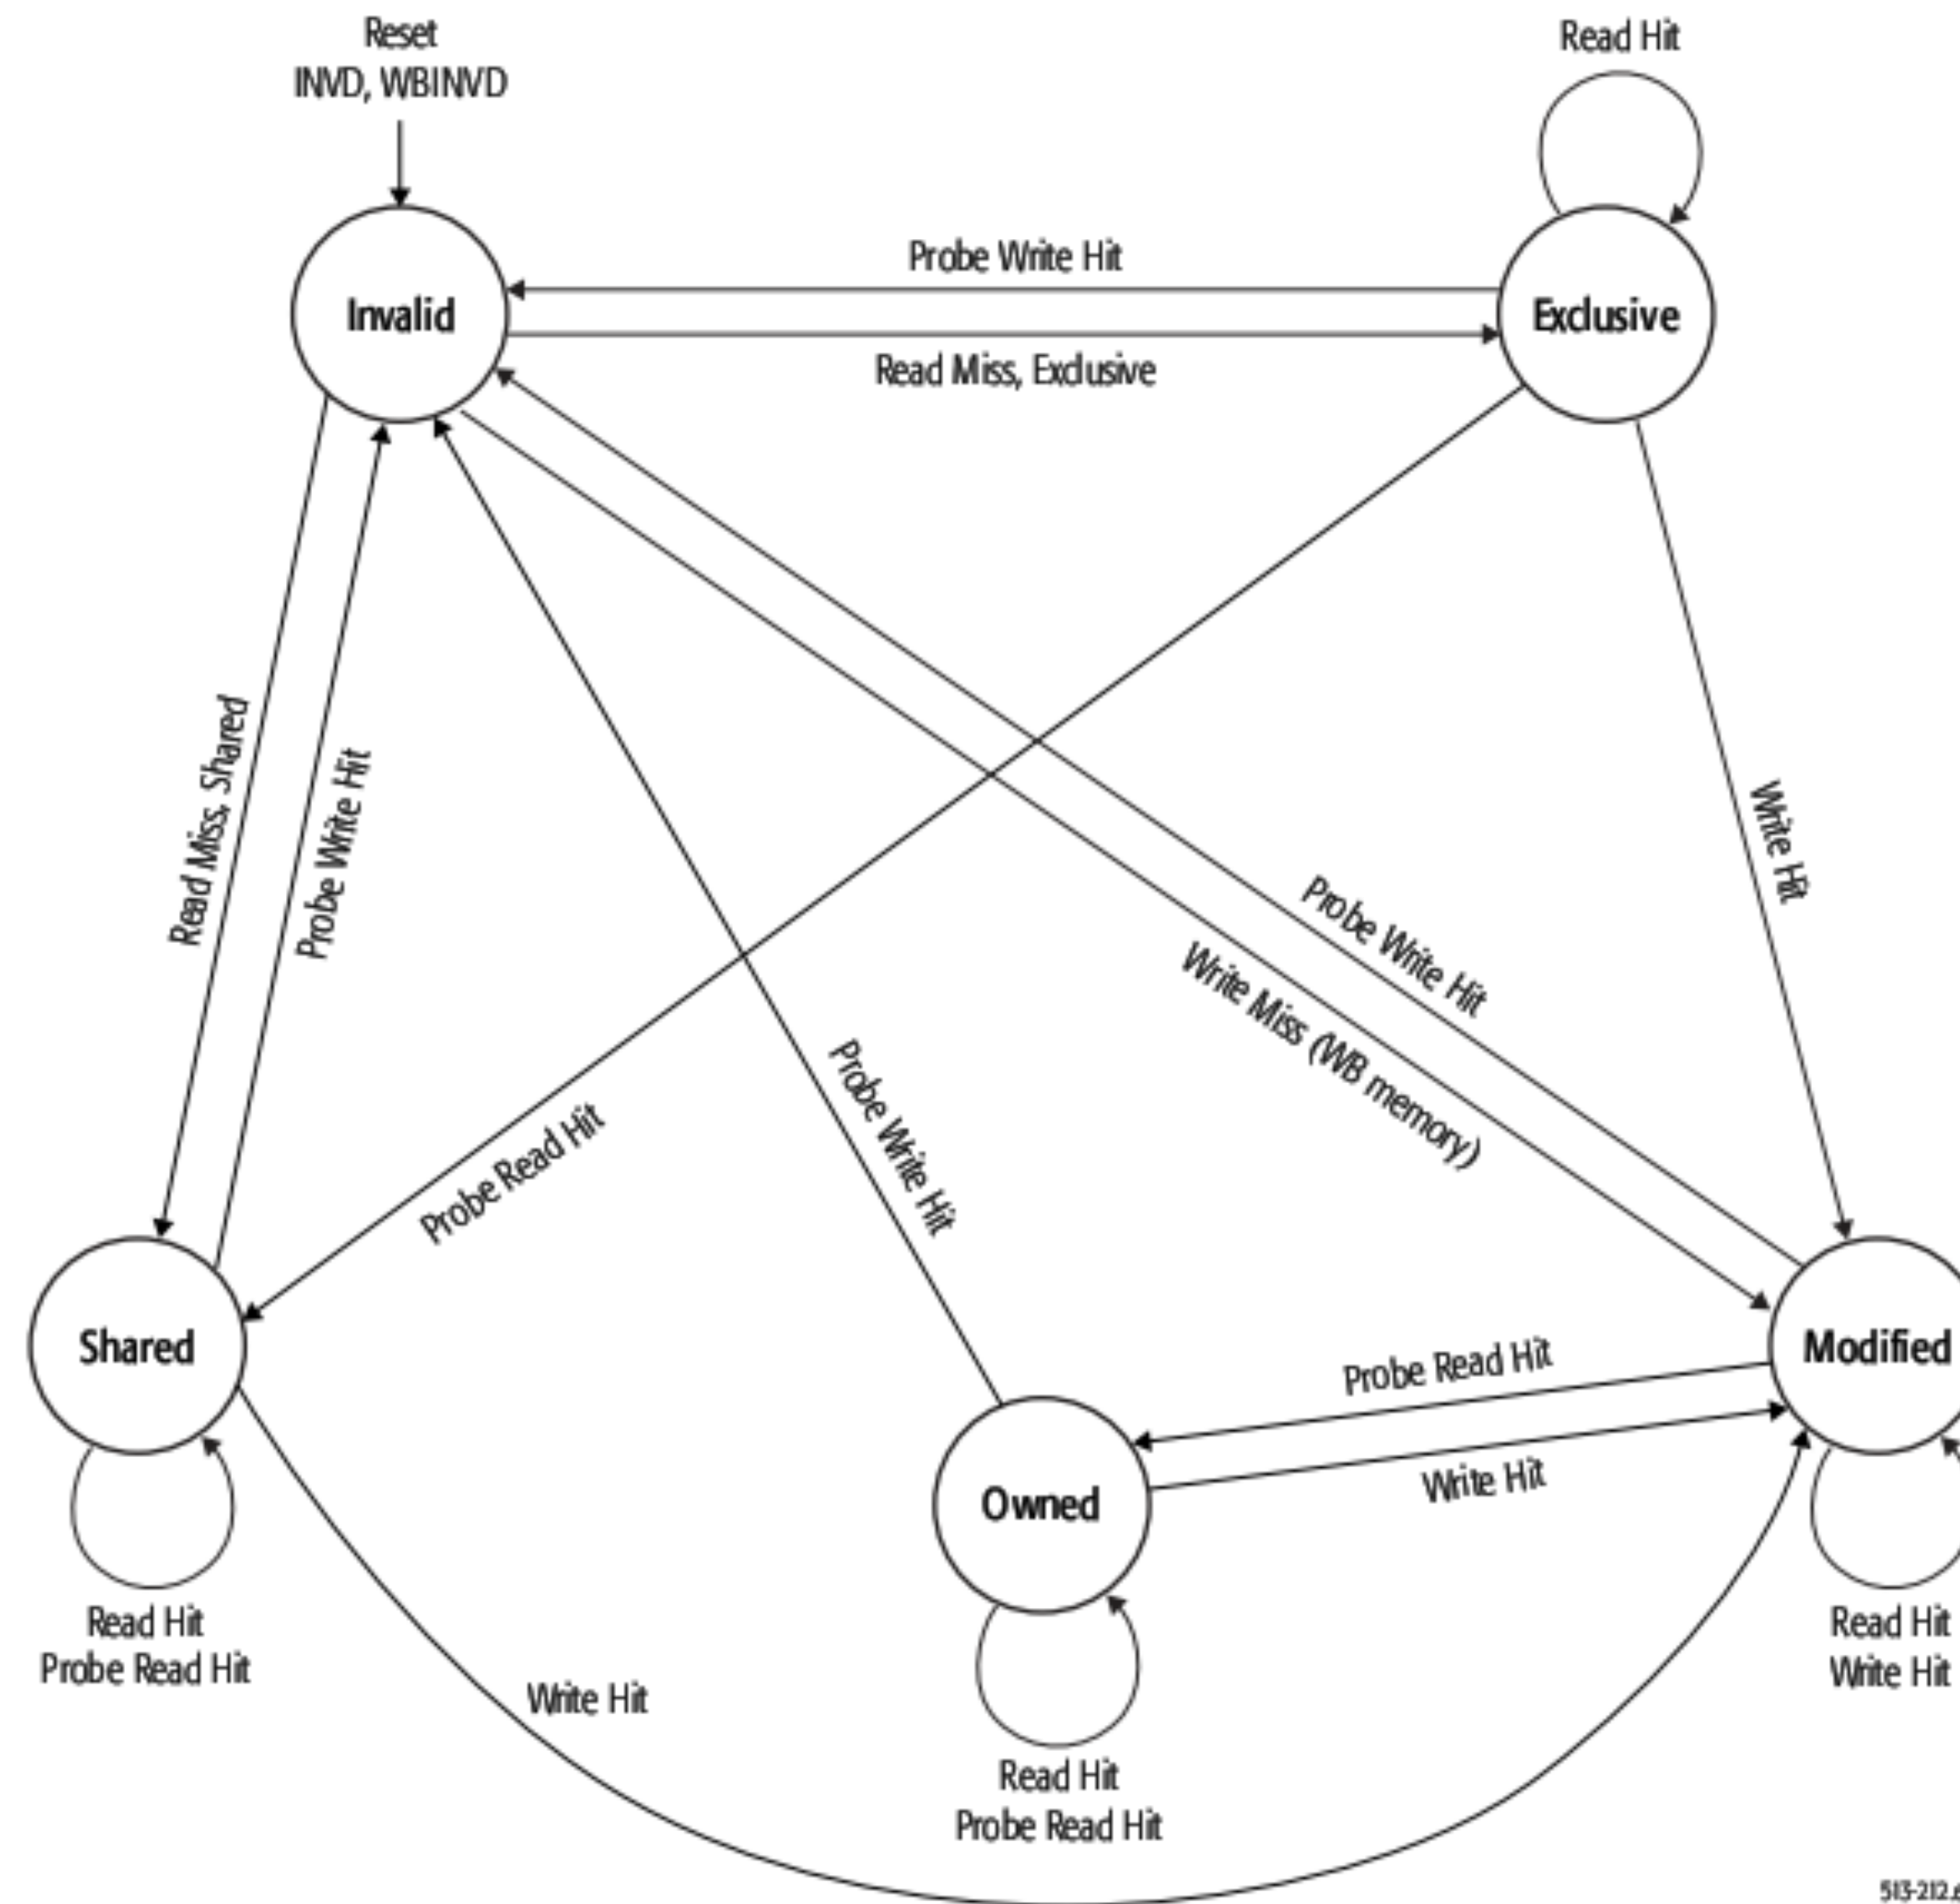 Reset
INVD, WBINVD
Read Hit
Probe Write Hit
Invalid
Exclusive
Read Miss, Exclusive
Read Miss, Shared
Probe Write Hit
Write Hit
Probe Write Hit
Write Miss (WB memory)
Probe Write Hit
Probe Read Hit
Shared
Modified
Probe Read Hit
Write Hit
Owned
Read Hit
Probe Read Hit
Read Hit
Write Hit
Write Hit
Read Hit
Probe Read Hit
513-212